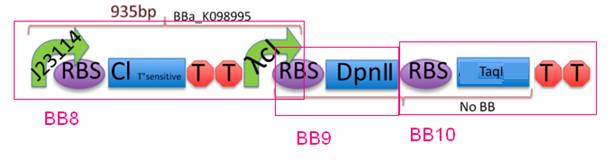 935bp
BBa_K098995
J23114
RBS
CI T°sensitive
T
T
λcI
RBS
DpnII
RBS
TaqI
T
T
No BB
BB8
BB9
BB10